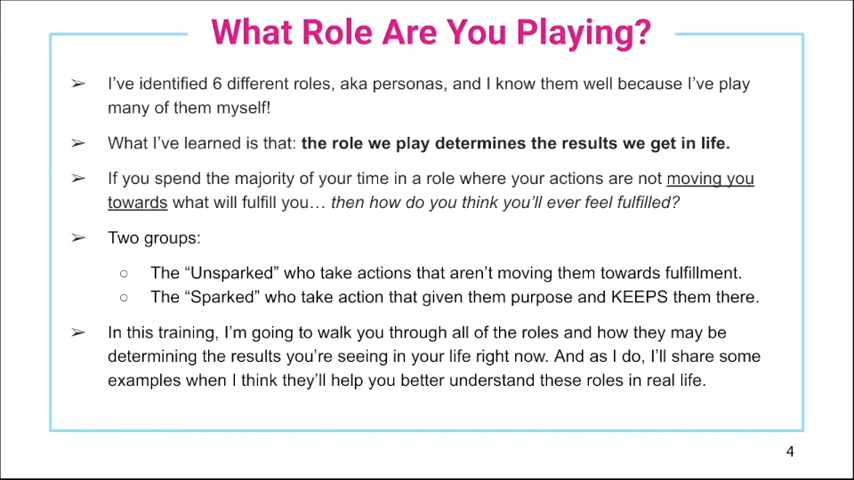 What Role Are You Playing?
➢ I've identified 6 different roles, aka personas, and I know them well because I've play
many of them myself!
➢ What I've learned is that: the role we play determines the results we get in life.
➢ If you spend the majority of your time in a role where your actions are not moving you
towards what will fulfill you… then how do you think you'll ever feel fulfilled?
➢ Two groups:
○ The “Unsparked” who take actions that aren't moving them towards fulfillment.
○ The “Sparked” who take action that given them purpose and KEEPS them there.
➢ In this training, I'm going to walk you through all of the roles and how they may be
determining the results you're seeing in your life right now. And as I do, I'll share some
examples when I think they'll help you better understand these roles in real life.
4